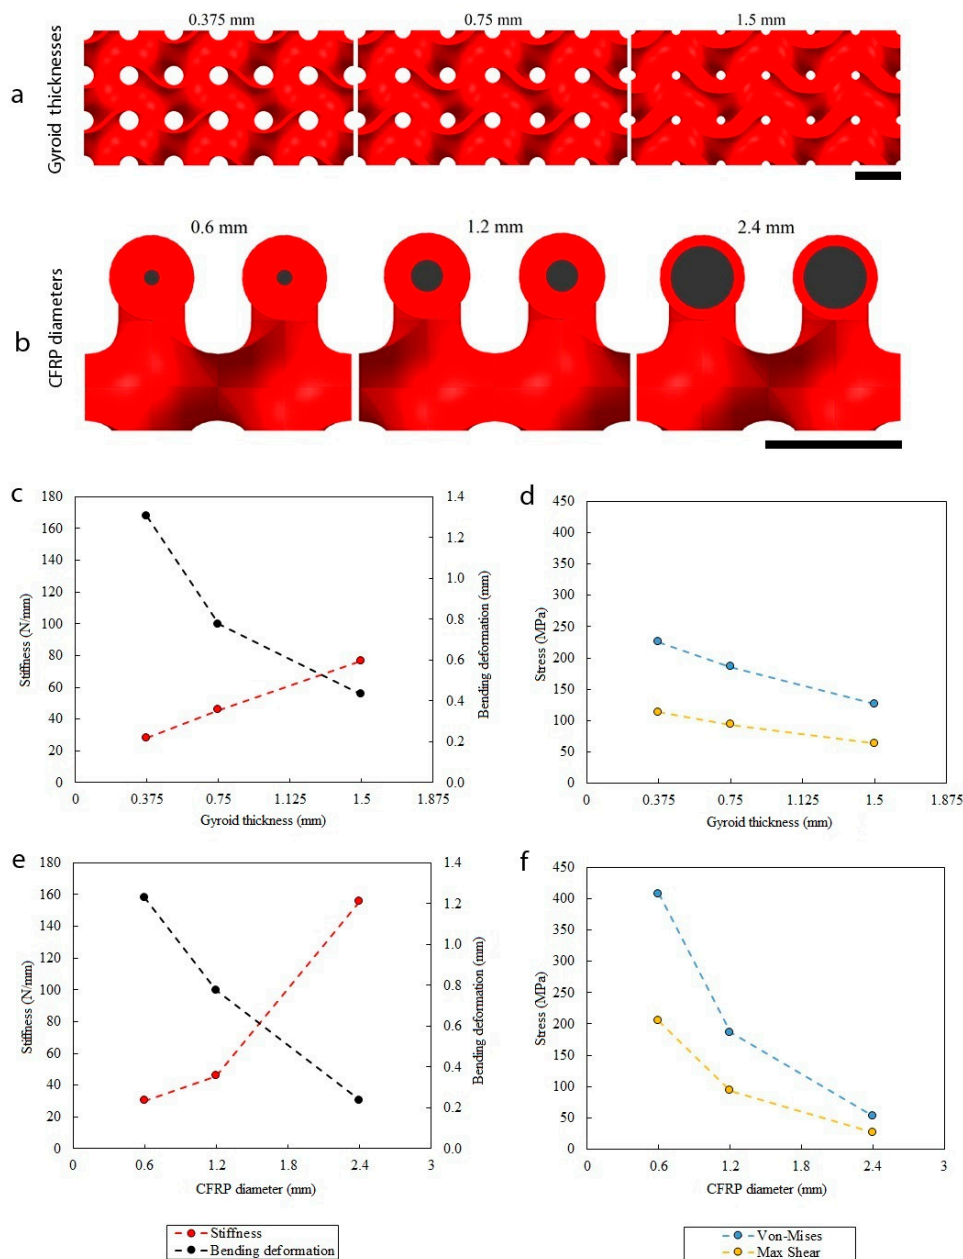 0.375 mm 0.75 mm 1.5 mm
a
Gyroid thicknesses
0.6 mm 1.2 mm 2.4 mm
b
CFRP diameters
c
180
160
140
120
100
80
60
40
20
0
Stiffness (N/mm)
1.4
1.2
1.0
0.8
0.6
0.4
0.2
0.0
Bending deformation (mm)
0 0.375 0.75 1.125 1.5 1.875
Gyroid thickness (mm)
d
450
400
350
300
250
200
150
100
50
0
Stress (MPa)
0 0.375 0.75 1.125 1.5 1.875
Gyroid thickness (mm)
e
180
160
140
120
100
80
60
40
20
0
Stiffness (N/mm)
1.4
1.2
1.0
0.8
0.6
0.4
0.2
0.0
Bending deformation (mm)
0 0.6 1.2 1.8 2.4 3
CFRP diameter (mm)
f
450
400
350
300
250
200
150
100
50
0
Stress (MPa)
0 0.6 1.2 1.8 2.4 3
CFRP diameter (mm)
Stiffness
Bending deformation
Von-Mises
Max Shear